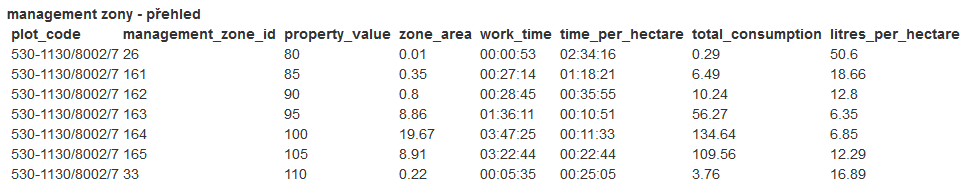 management zony - přehled
plot_code management_zone_id property_value zone_area work_time time_per_hectare total_consumption litres_per_hectare
530-1130/8002/7 26 80 0.01 00:00:53 02:34:16 0.29 50.6
530-1130/8002/7 161 85 0.35 00:27:14 01:18:21 6.49 18.66
530-1130/8002/7 162 90 0.8 00:28:45 00:35:55 10.24 12.8
530-1130/8002/7 163 95 8.86 01:36:11 00:10:51 56.27 6.35
530-1130/8002/7 164 100 19.67 03:47:25 00:11:33 134.64 6.85
530-1130/8002/7 165 105 8.91 03:22:44 00:22:44 109.56 12.29
530-1130/8002/7 33 110 0.22 00:05:35 00:25:05 3.76 16.89